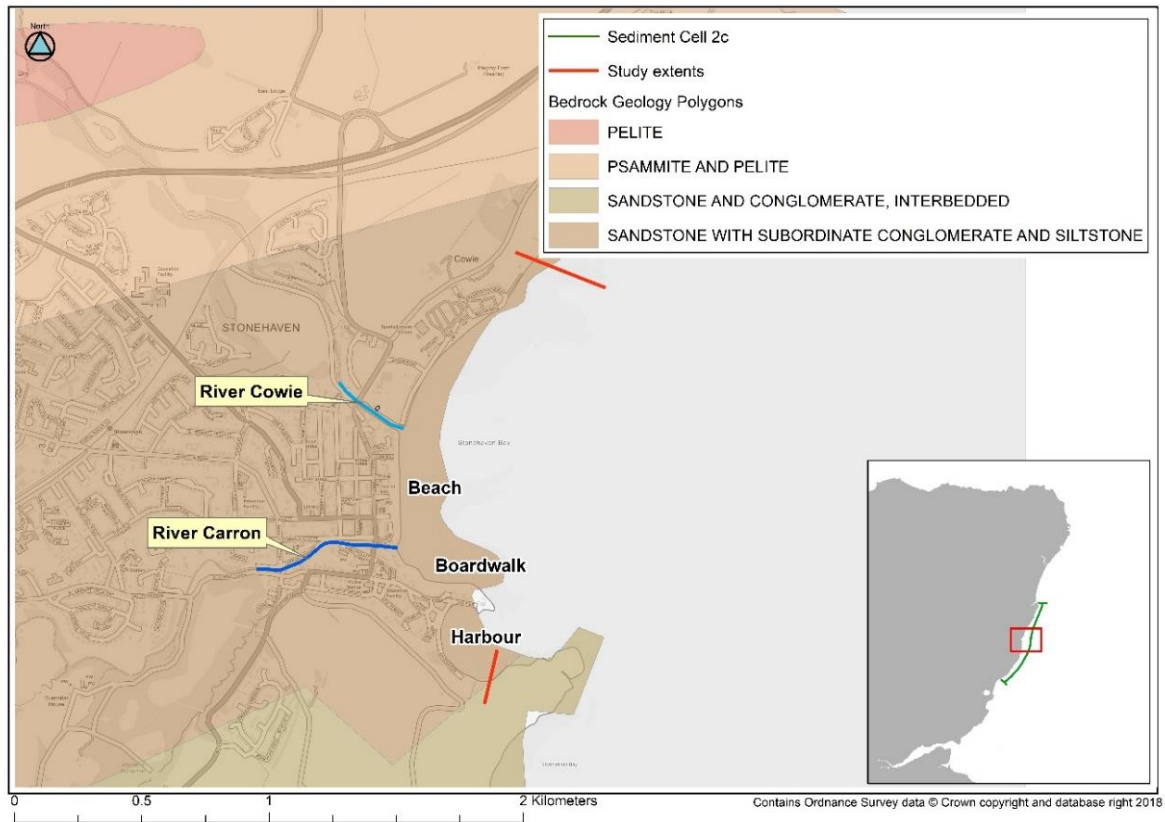 North
Sediment Cell 2c
Study extents
Bedrock Geology Polygons
PELITE
PSAMMITE AND PELITE
SANDSTONE AND CONGLOMERATE, INTERBEDDED
SANDSTONE WITH SUBORDINATE CONGLOMERATE AND SILTSTONE
Cowie
STONEHAVEN
River Cowie
Stonehaven Bay
Beach
River Carron
Boardwalk
Harbour
0 0.5 1 2 Kilometers
Contains Ordnance Survey data © Crown copyright and database right 2018